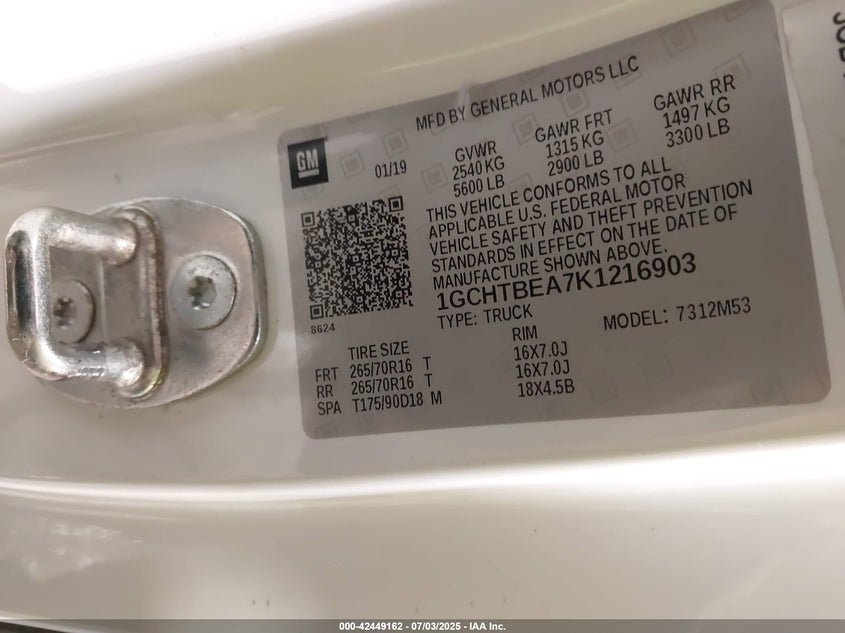 MFD BY GENERAL MOTORS LLC
GM
01/19
GVWR
2540 KG
5600 LB
GAWR FRT
1315 KG
2900 LB
GAWR RR
1497 KG
3300 LB
THIS VEHICLE CONFORMS TO ALL
APPLICABLE U.S. FEDERAL MOTOR
VEHICLE SAFETY AND THEFT PREVENTION
STANDARDS IN EFFECT ON THE DATE OF
MANUFACTURE SHOWN ABOVE.
1GCHTBEA7K1216903
8624
TYPE: TRUCK
MODEL: 7312M53
TIRE SIZE
RIM
FRT 265/70R16 T 16X7.0J
RR 265/70R16 T 16X7.0J
SPA T175/90D18 M 18X4.5B
000-42449162 - 07/03/2025 - IAA Inc.